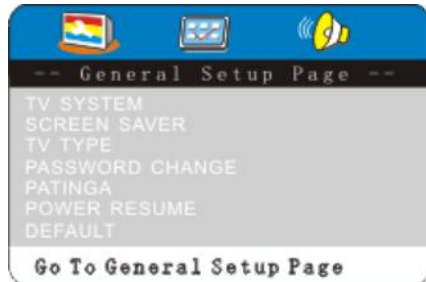 -- General Setup Page --
TV SYSTEM
SCREEN SAVER
TV TYPE
PASSWORD CHANGE
PATINGA
POWER RESUME
DEFAULT
Go To General Setup Page